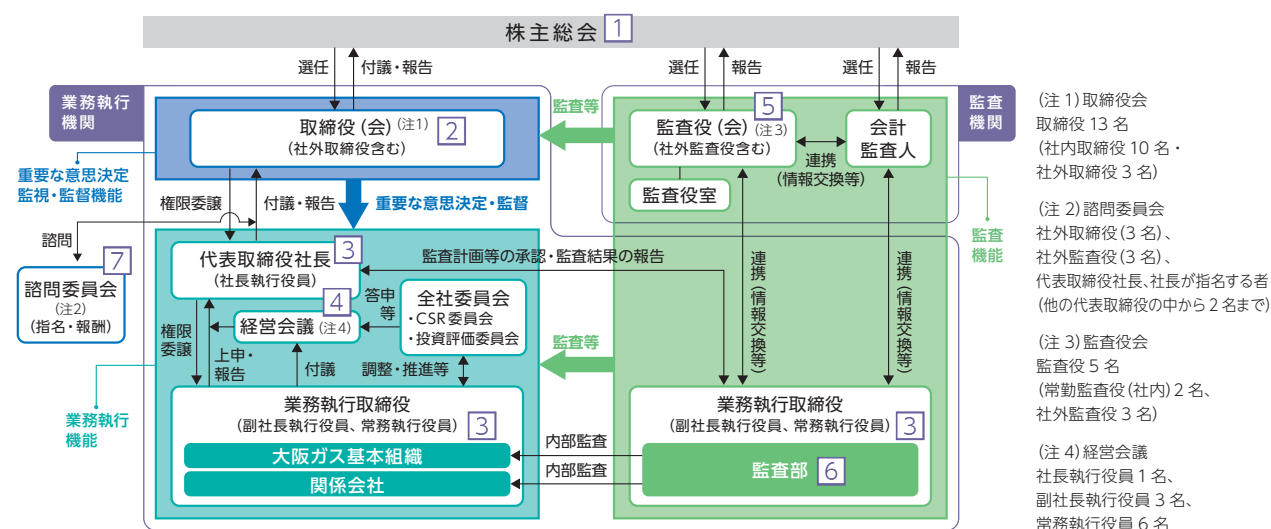 株主総会 1
選任
付議・報告
選任
報告
選任
報告
業務執行
機関
取締役(会)(注1) 2
(社外取締役含む)
監査等
監査役(会)(注3) 5
(社外監査役含む)
連携
(情報交換等)
会計
監査人
監査役室
監査
機関
重要な意思決定
監視・監督機能
権限委譲
付議・報告
重要な意思決定・監督
諮問
諮問委員会 7
(注2)
(指名・報酬)
代表取締役社長 3
(社長執行役員)
監査計画等の承認・監査結果の報告
監査
機能
経営会議(注4) 4
答申
等
全社委員会
・CSR委員会
・投資評価委員会
連携(情報交換等)
連携(情報交換等)
権限
委譲
上申・
報告
付議
調整・推進等
監査等
業務執行
機能
業務執行取締役
(副社長執行役員、常務執行役員) 3
大阪ガス基本組織
関係会社
内部監査
内部監査
業務執行取締役
(副社長執行役員、常務執行役員) 3
監査部 6
(注1)取締役会
取締役13名
(社内取締役10名・
社外取締役3名)
(注2)諮問委員会
社外取締役(3名)、
社外監査役(3名)、
代表取締役社長、社長が指名する者
(他の代表取締役の中から2名まで)
(注3)監査役会
監査役5名
(常勤監査役(社内)2名、
社外監査役3名)
(注4)経営会議
社長執行役員1名、
副社長執行役員3名、
常務執行役員6名